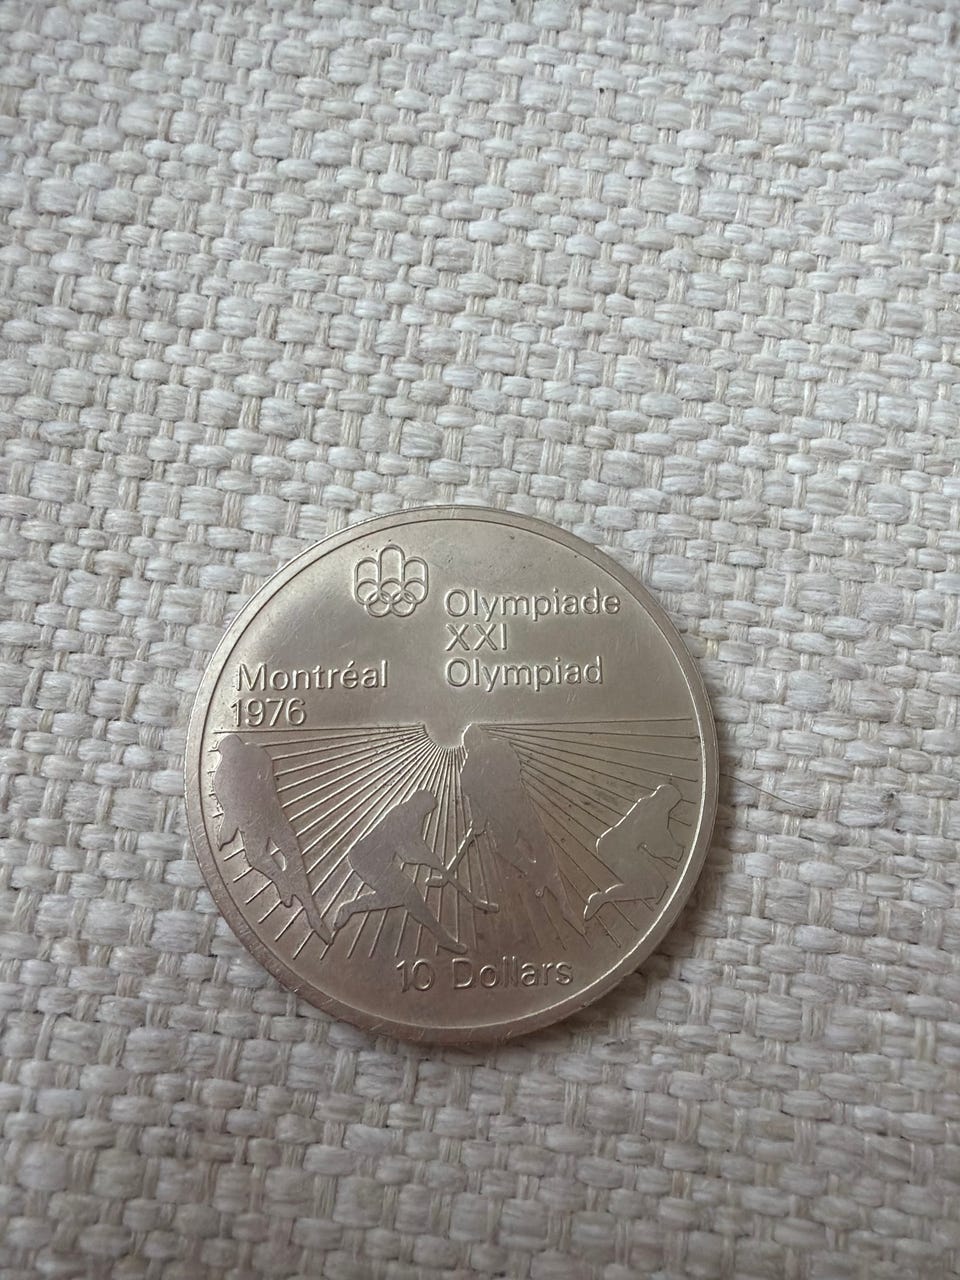 Olympiade
XXI
Olympiad
Montréal
1976
10 Dollars